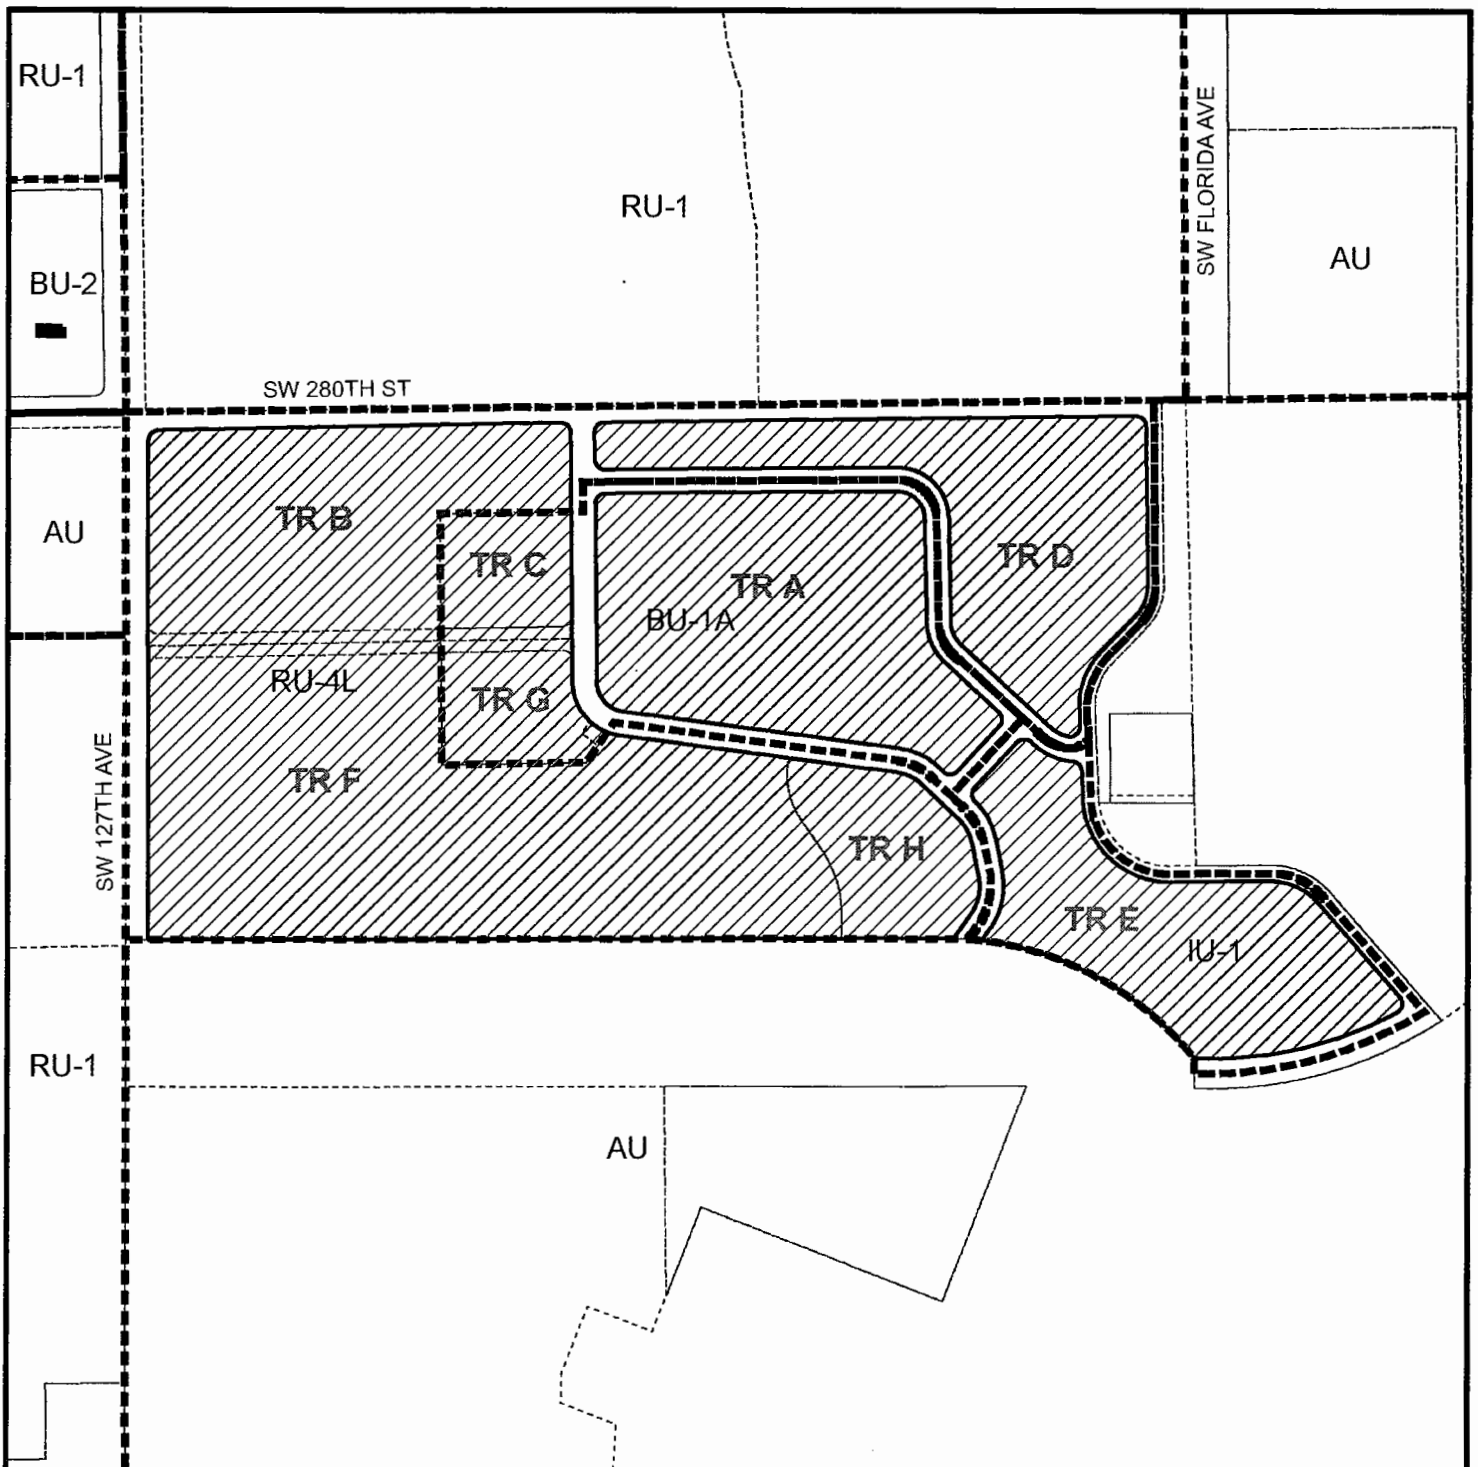 RU-1
SW FLORIDA AVE
RU-1
AU
BU-2
SW 280TH ST
TR B
AU
TR C
TR D
TR A
BU-1A
RU-4L
TR G
TR F
SW 127TH AVE
TR H
TR E
IU-1
RU-1
AU